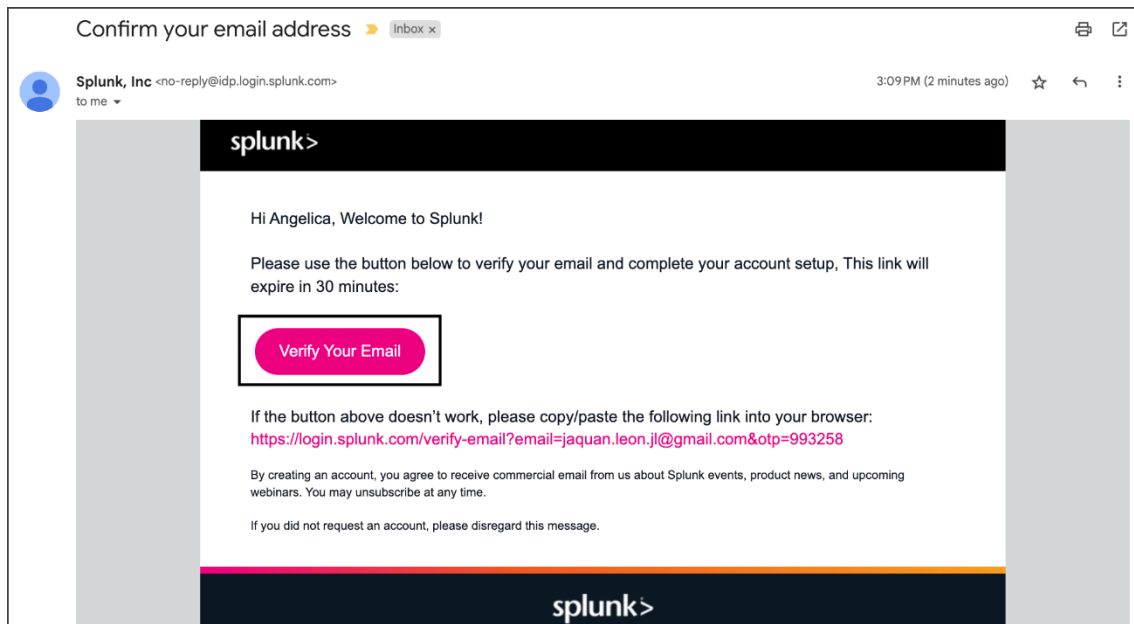 Confirm your email address
Inbox x
Splunk, Inc <no-reply@idp.login.splunk.com>
3:09 PM (2 minutes ago)
to me
splunk>
Hi Angelica, Welcome to Splunk!
Please use the button below to verify your email and complete your account setup, This link will
expire in 30 minutes:
Verify Your Email
If the button above doesn't work, please copy/paste the following link into your browser:
https://login.splunk.com/verify-email?email=jaquan.leon.jl@gmail.com&otp=993258
By creating an account, you agree to receive commercial email from us about Splunk events, product news, and upcoming
webinars. You may unsubscribe at any time.
If you did not request an account, please disregard this message.
splunk>